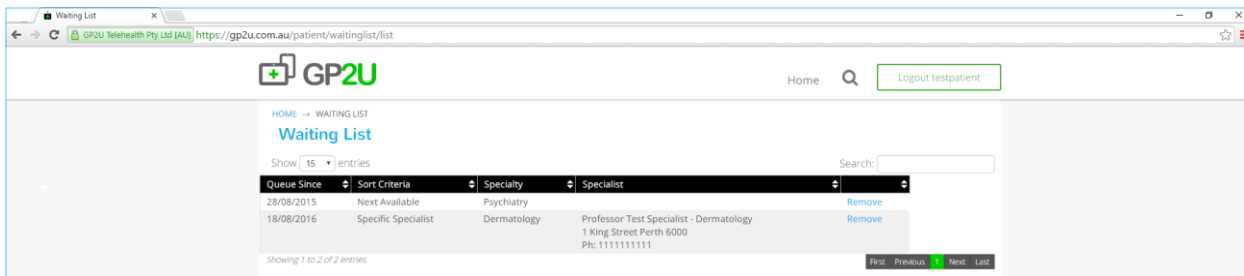 Waiting List
GP2U Telehealth Pty Ltd [AU] https://gp2u.com.au/patient/waitinglist/list
GP2U
Home
Logout testpatient
HOME → WAITING LIST
Waiting List
Show 15 entries
Search:
Queue Since Sort Criteria Specialty Specialist
28/08/2015 Next Available Psychiatry Remove
18/08/2016 Specific Specialist Dermatology Professor Test Specialist - Dermatology Remove
1 King Street Perth 6000
Ph: 1111111111
Showing 1 to 2 of 2 entries
First Previous 1 Next Last